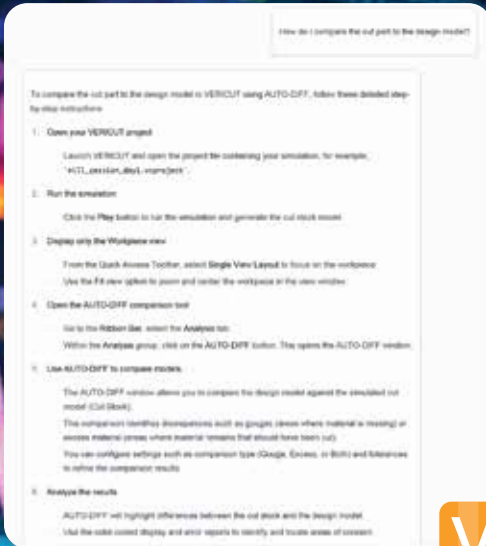 How do I compare the cut part to the design model?
To compare the cut part to the design model in VERICUT using AUTO-DIFF, follow these detailed step-
by-step instructions:
1. Open your VERICUT project
Launch VERICUT and open the project file containing your simulation, for example,
2. Run the simulation
Click the Play button to run the simulation and generate the cut stock model.
3. Display only the Workpiece view
From the Quick Access Toolbar, select Single View Layout to focus on the workpiece.
Use the Fit view option to zoom and center the workpiece in the view window.
4. Open the AUTO-DIFF comparison tool
Go to the Ribbon Bar, select the Analysis tab.
Within the Analysis group, click on the AUTO-DIFF button. This opens the AUTO-DIFF window.
5. Use AUTO-DIFF to compare models
The AUTO-DIFF window allows you to compare the design model against the simulated cut
model (Cut Stock).
The comparison identifies discrepancies such as gouges (areas where material is missing) or
excess material (areas where material remains that should have been cut).
You can configure settings such as comparison type (Gouge, Excess, or Both) and tolerances
to refine the comparison results.
6. Analyze the results
AUTO-DIFF will highlight differences between the cut stock and the design model.
Use the color-coded display and error reports to identify and locate areas of concern.
V